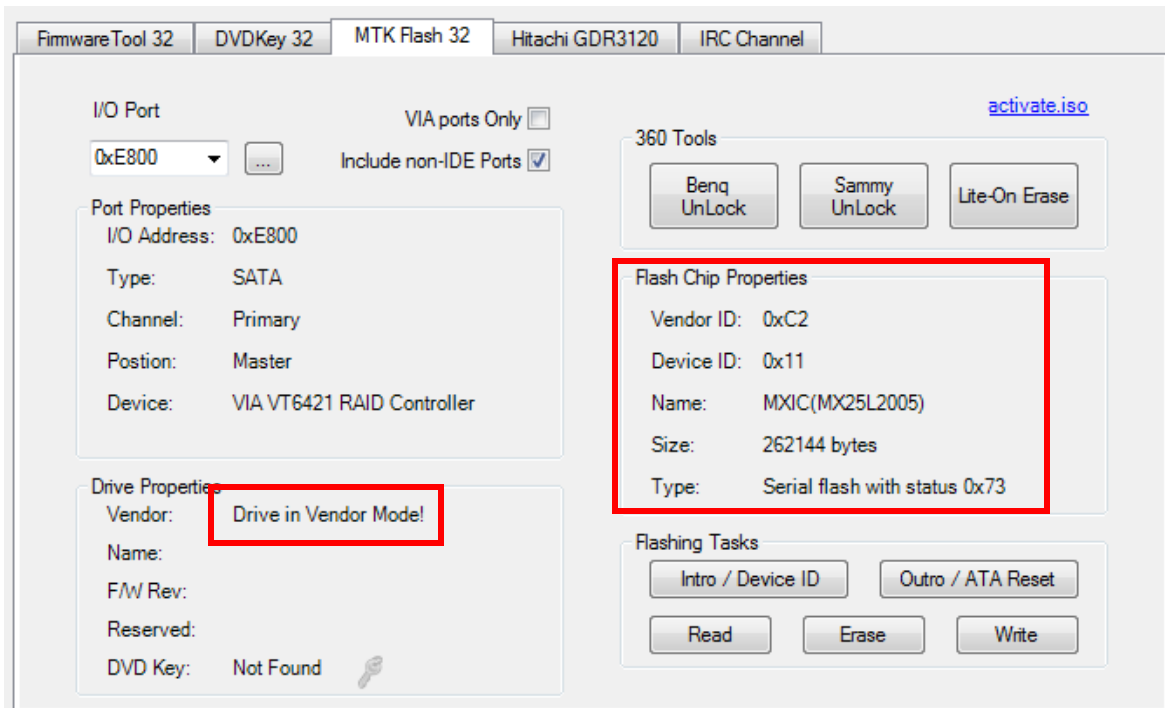 FirmwareTool 32 DVDKey 32 MTK Flash 32 Hitachi GDR3120 IRC Channel
I/O Port
VIA ports Only
activate.iso
0xE800 ... Include non-IDE Ports
360 Tools
Benq UnLock
Sammy UnLock
Lite-On Erase
Port Properties
I/O Address: 0xE800
Type: SATA
Channel: Primary
Postion: Master
Device: VIA VT6421 RAID Controller
Flash Chip Properties
Vendor ID: 0xC2
Device ID: 0x11
Name: MXIC(MX25L2005)
Size: 262144 bytes
Type: Serial flash with status 0x73
Drive Properties
Vendor: Drive in Vendor Mode!
Name:
F/W Rev:
Reserved:
DVD Key: Not Found
Flashing Tasks
Intro / Device ID Outro / ATA Reset
Read Erase Write